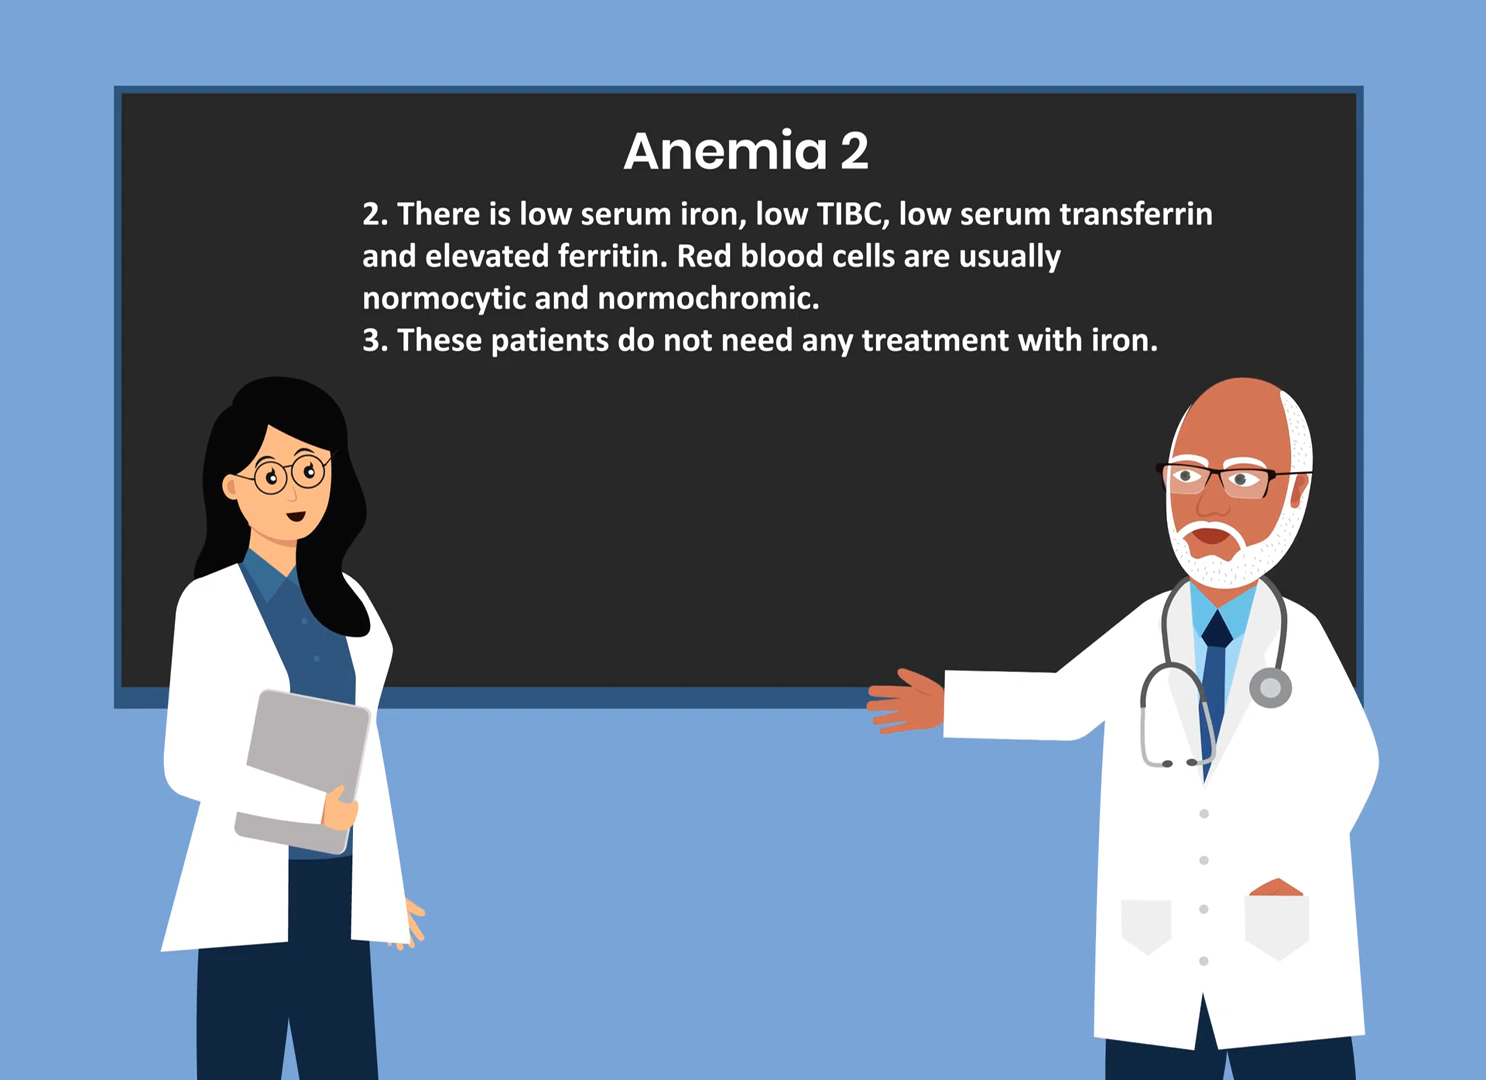 Anemia 2
2. There is low serum iron, low TIBC, low serum transferrin
and elevated ferritin. Red blood cells are usually
normocytic and normochromic.
3. These patients do not need any treatment with iron.